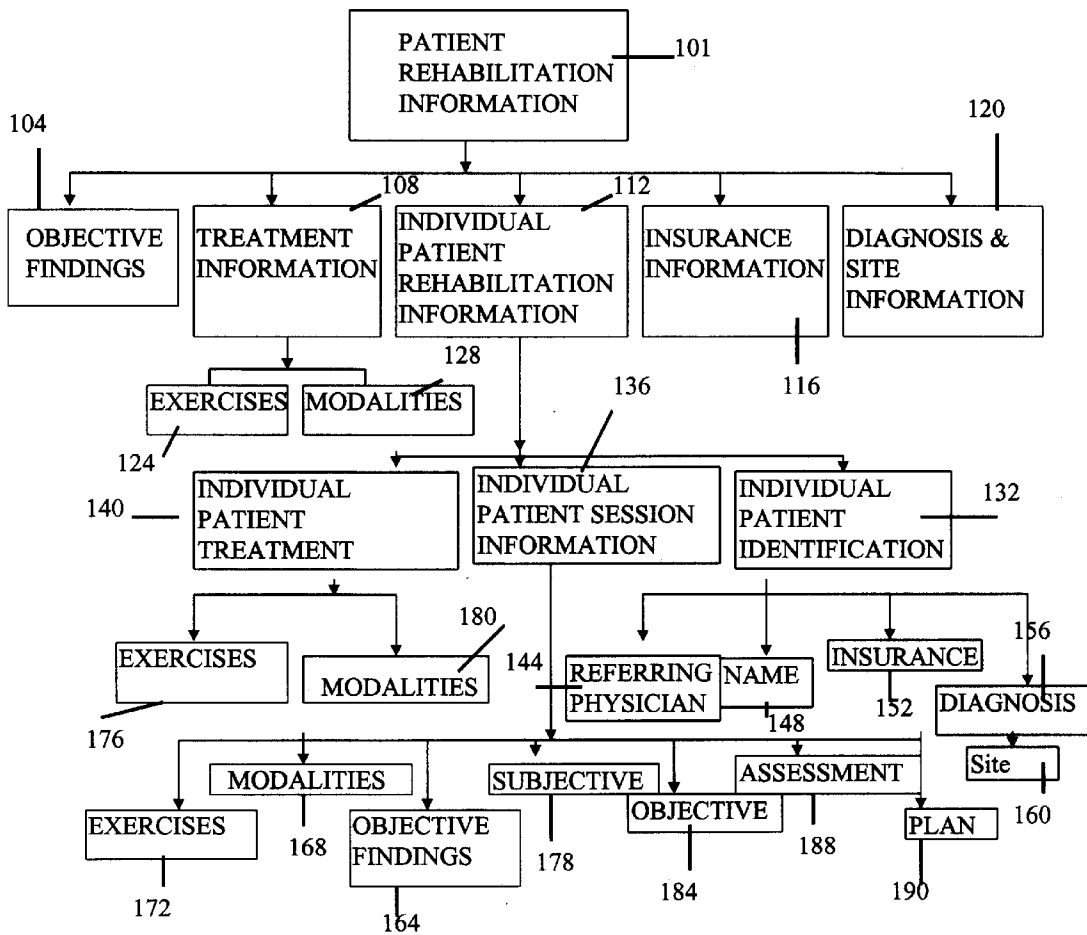 PATIENT
REHABILITATION
INFORMATION
101
104
108
112
120
OBJECTIVE
FINDINGS
TREATMENT
INFORMATION
INDIVIDUAL
PATIENT
REHABILITATION
INFORMATION
INSURANCE
INFORMATION
DIAGNOSIS &
SITE
INFORMATION
116
128
136
EXERCISES
MODALITIES
124
140
INDIVIDUAL
PATIENT
TREATMENT
INDIVIDUAL
PATIENT SESSION
INFORMATION
INDIVIDUAL
PATIENT
IDENTIFICATION
132
180
156
EXERCISES
MODALITIES
144
REFERRING
PHYSICIAN
NAME
INSURANCE
DIAGNOSIS
176
148
152
Site
160
MODALITIES
SUBJECTIVE
ASSESSMENT
EXERCISES
OBJECTIVE
FINDINGS
OBJECTIVE
PLAN
172
168
164
178
184
188
190